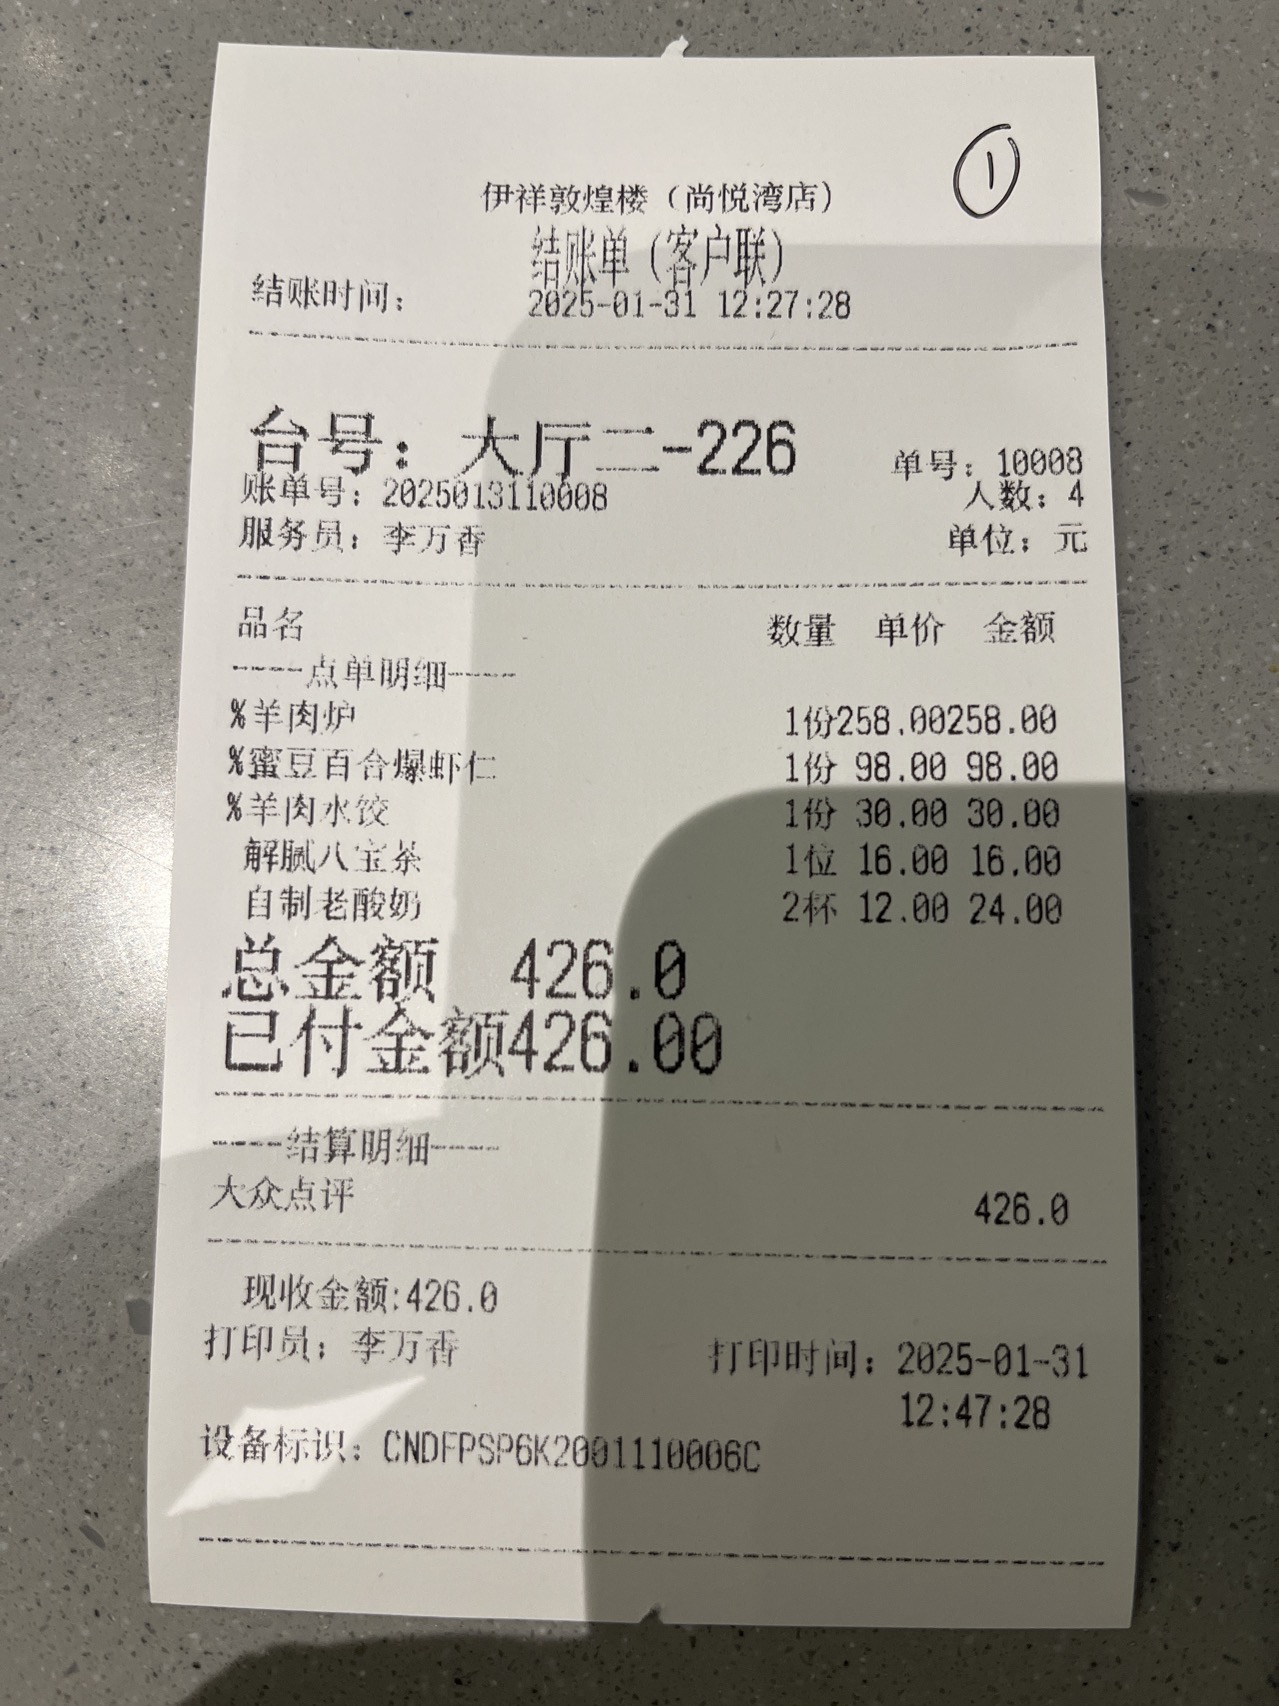 ①
伊祥敦煌楼（尚悦湾店）
结账单（客户联）
结账时间： 2025-01-31 12:27:28
台号：大厅二-226 单号：10008
账单号：2025013110008 人数：4
服务员：李万香 单位：元
品名 数量 单价 金额
----点单明细----
%羊肉炉 1份258.00258.00
%蜜豆百合爆虾仁 1份 98.00 98.00
%羊肉水饺 1份 30.00 30.00
解腻八宝茶 1位 16.00 16.00
自制老酸奶 2杯 12.00 24.00
总金额 426.0
已付金额426.00
----结算明细----
大众点评 426.0
现收金额:426.0
打印员：李万香 打印时间：2025-01-31
12:47:28
设备标识：CNDFPSP6K2001110006C